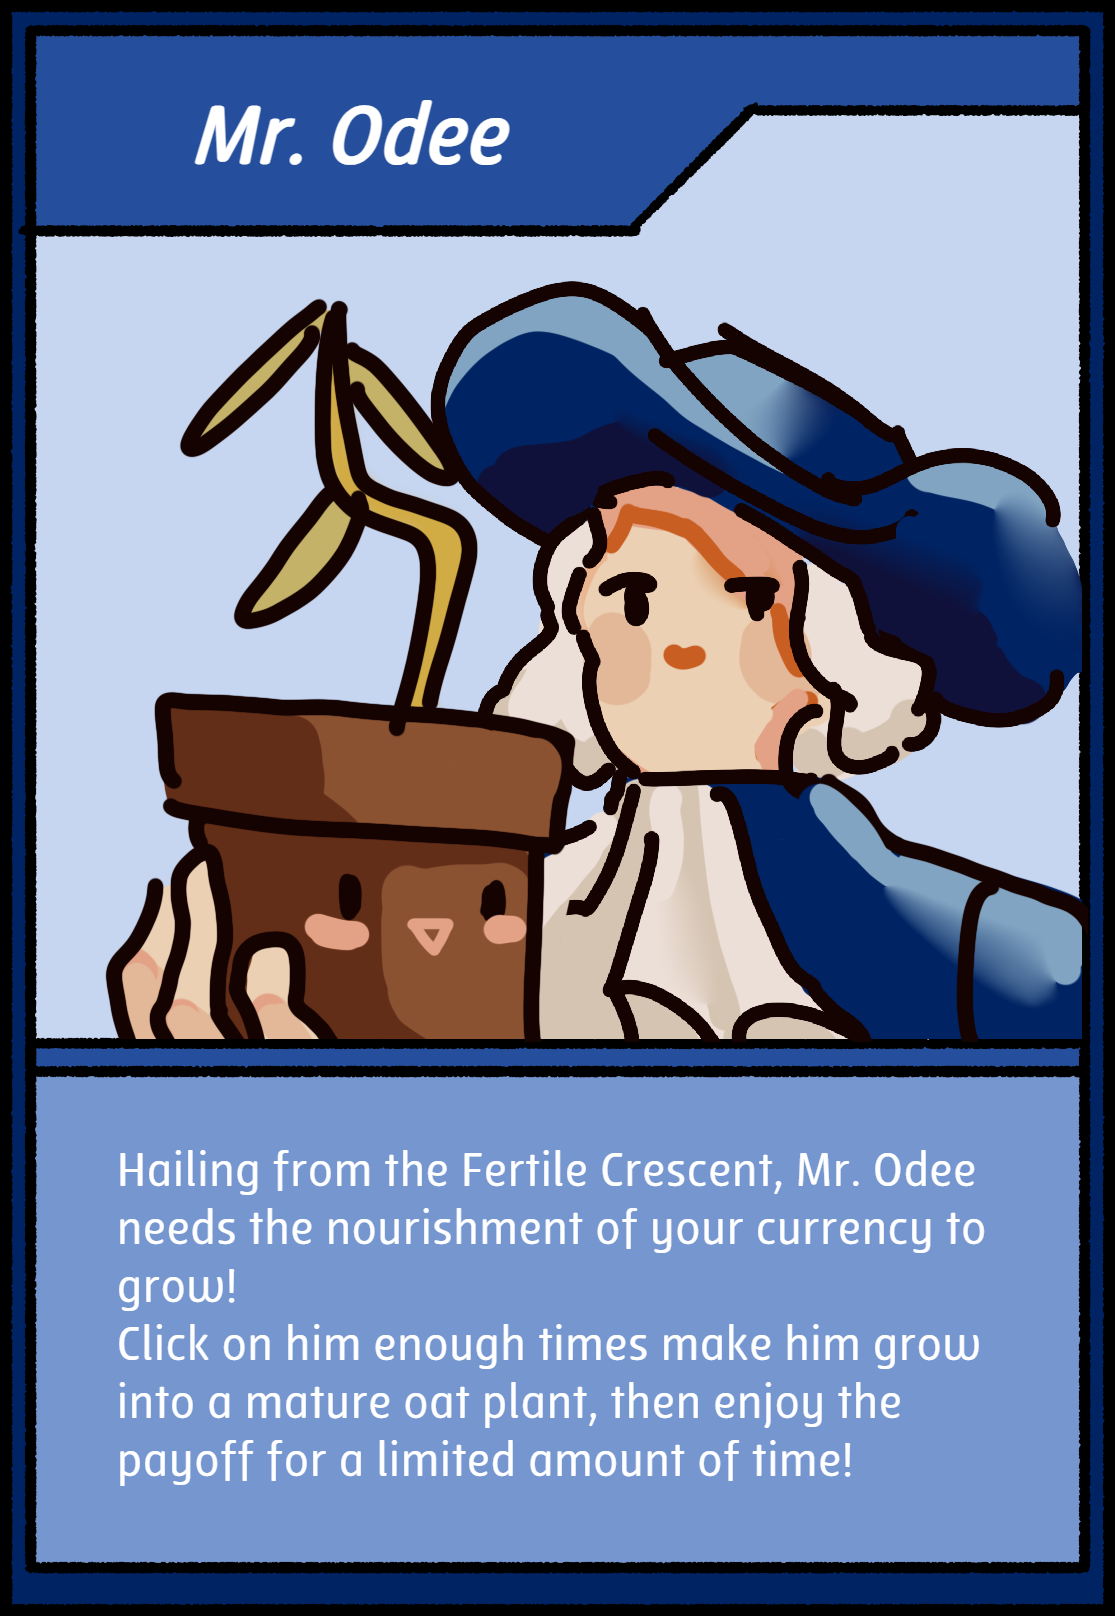 Mr. Odee
Hailing from the Fertile Crescent, Mr. Odee
needs the nourishment of your currency to
grow!
Click on him enough times make him grow
into a mature oat plant, then enjoy the
payoff for a limited amount of time!